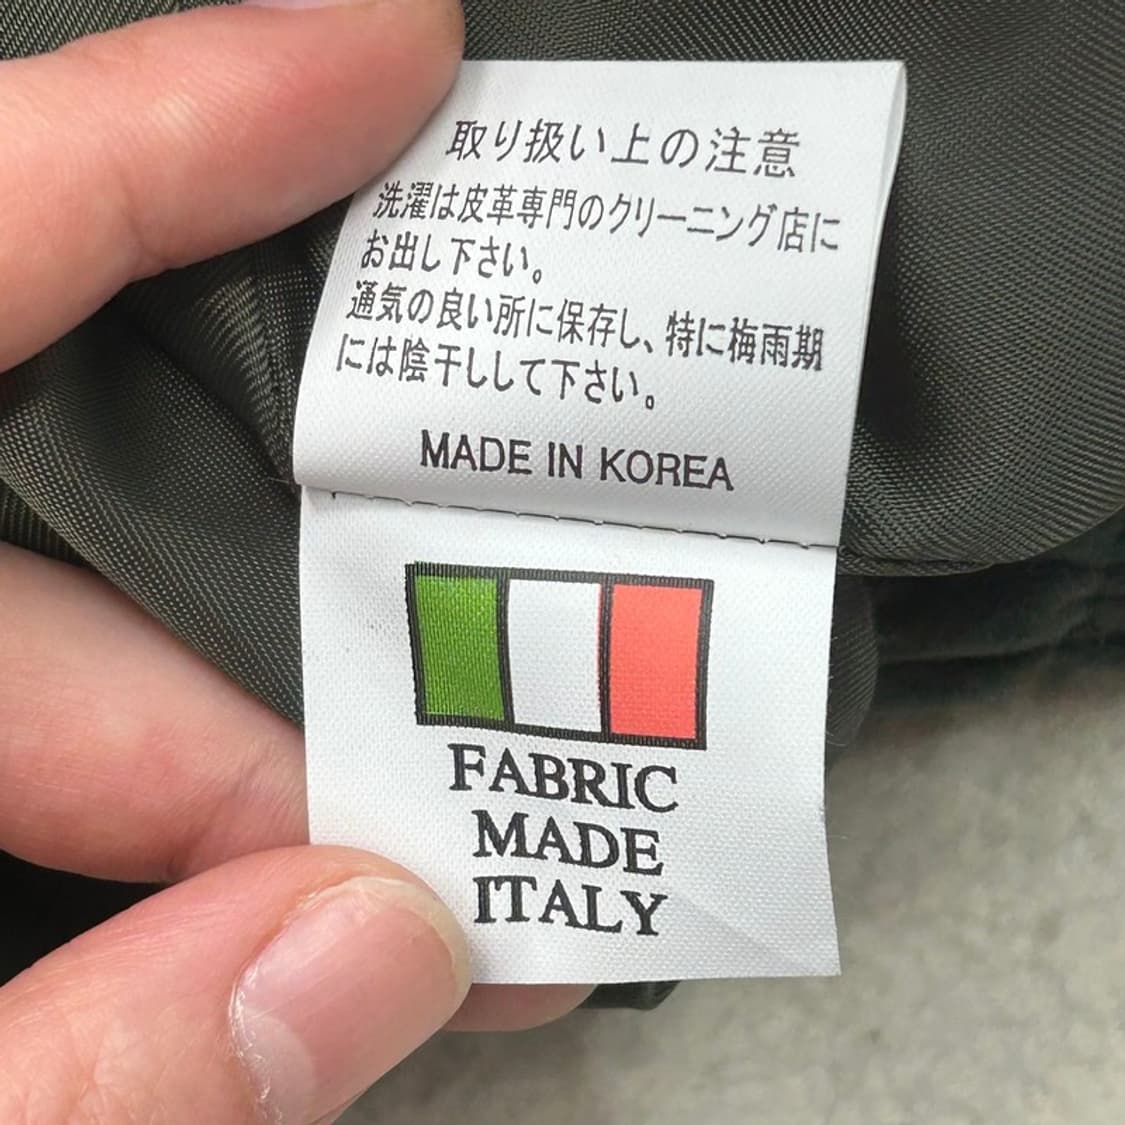 取り扱い上の注意
洗濯は皮革専門のクリーニング店に
お出し下さい。
通気の良い所に保存し、特に梅雨期
には陰干ししして下さい。
MADE IN KOREA
FABRIC
MADE
ITALY